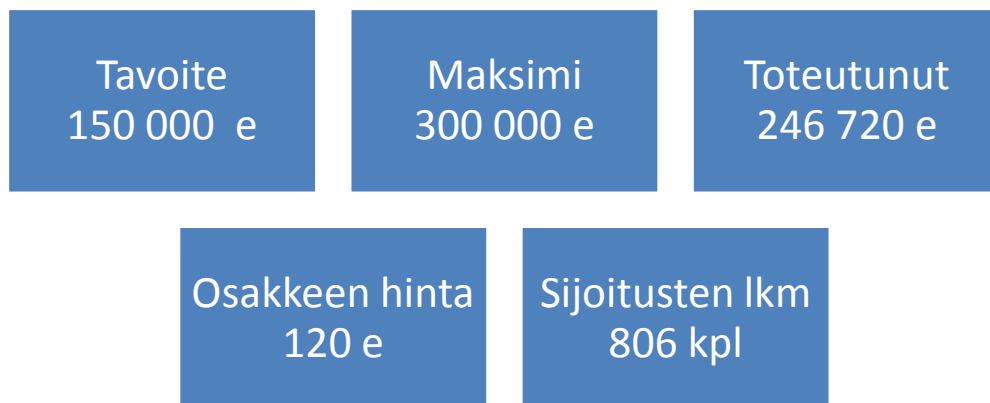 Tavoite
150 000 e
Maksimi
300 000 e
Toteutunut
246 720 e
Osakkeen hinta
120 e
Sijoitusten lkm
806 kpl